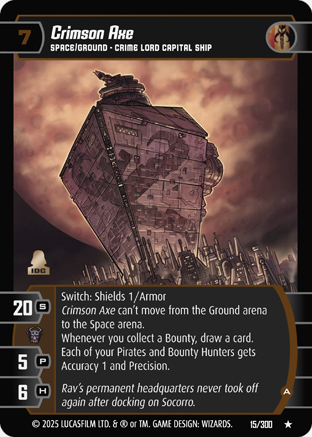 7
Crimson Axe
SPACE/GROUND · CRIME LORD CAPITAL SHIP
IDC
20 S
5 P
6 H
Switch: Shields 1/Armor
Crimson Axe can't move from the Ground arena
to the Space arena.
Whenever you collect a Bounty, draw a card.
Each of your Pirates and Bounty Hunters gets
Accuracy 1 and Precision.
Rav's permanent headquarters never took off
again after docking on Socorro.
A
© 2025 LUCASFILM LTD. & ® or TM. GAME DESIGN: WIZARDS.
15/300 ★